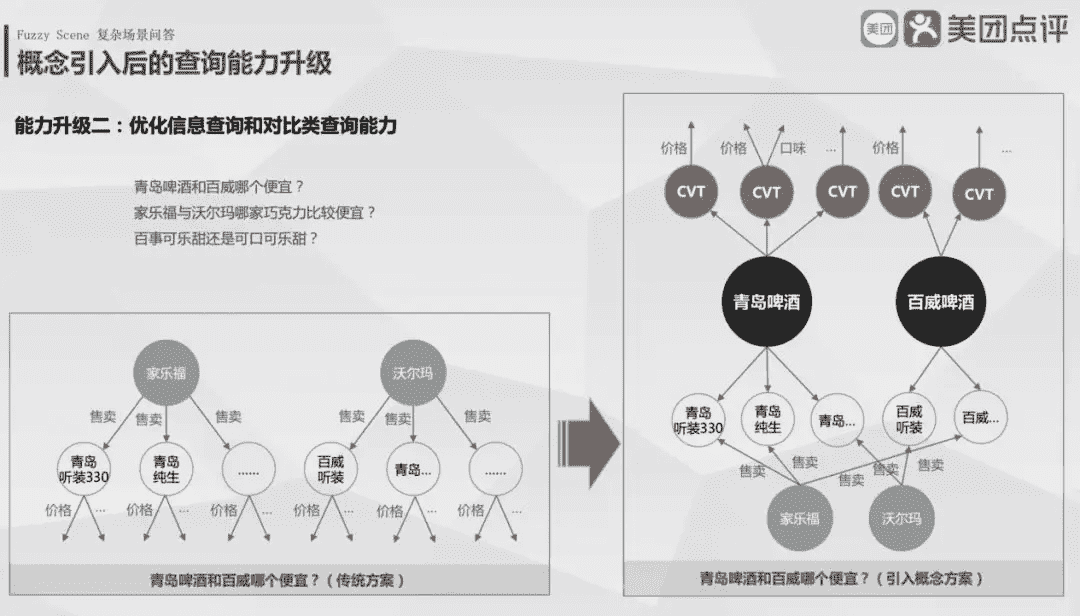 Fuzzy Scene 复杂场景问答
概念引入后的查询能力升级
美团
美团点评
能力升级二：优化信息查询和对比类查询能力
青岛啤酒和百威哪个便宜？
家乐福与沃尔玛哪家巧克力比较便宜？
百事可乐甜还是可口可乐甜？
家乐福
沃尔玛
售卖
售卖
售卖
售卖
售卖
售卖
青岛
听装330
青岛
纯生
......
百威
听装
青岛...
......
价格
...
价格
...
价格
...
价格
...
价格
...
价格
...
青岛啤酒和百威哪个便宜？（传统方案）
价格
价格
口味
...
价格
...
CVT
CVT
CVT
CVT
CVT
青岛啤酒
百威啤酒
青岛
听装330
青岛
纯生
青岛...
百威
听装
百威...
售卖
售卖
售卖
售卖
售卖
家乐福
沃尔玛
青岛啤酒和百威哪个便宜？（引入概念方案）